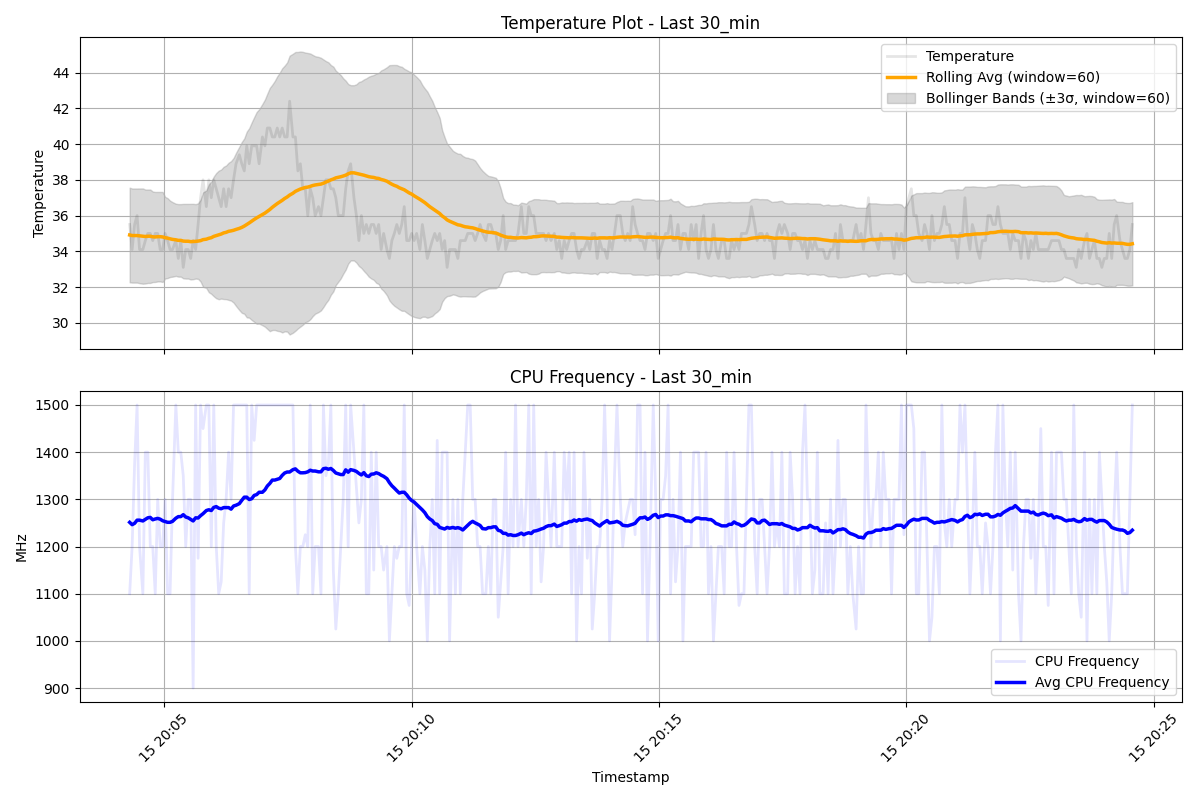 Temperature Plot - Last 30_min
Temperature
44
42
40
38
36
34
32
30
Temperature
Rolling Avg (window=60)
Bollinger Bands (±3σ, window=60)
CPU Frequency - Last 30_min
MHz
1500
1400
1300
1200
1100
1000
900
CPU Frequency
Avg CPU Frequency
15 20:05
15 20:10
15 20:15
15 20:20
15 20:25
Timestamp